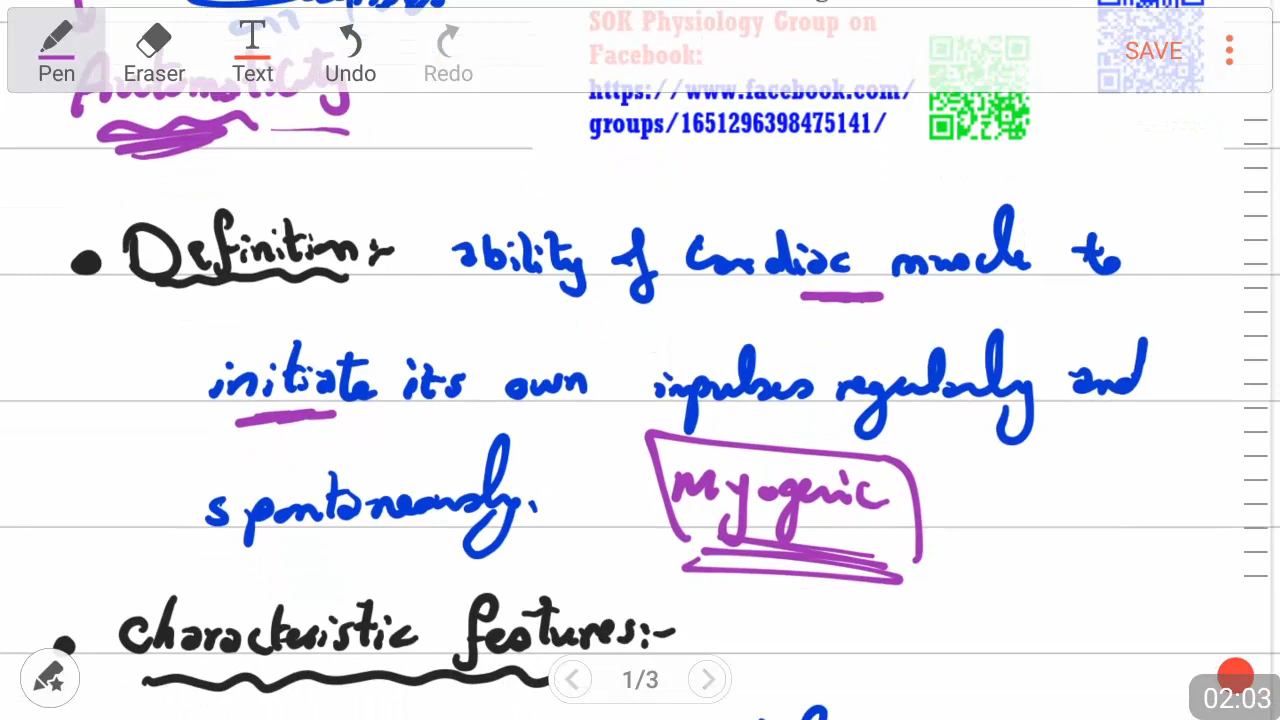 SOK Physiology Group on
Facebook:
https://www.facebook.com/
groups/1651296398475141/
Pen
Eraser
Text
Undo
Redo
SAVE
Automaticity
Definition:- ability of Cardiac muscle to
initiate its own impulses regularly and
spontaneously.
Myogenic
characteristic features:-
1/3
02:03